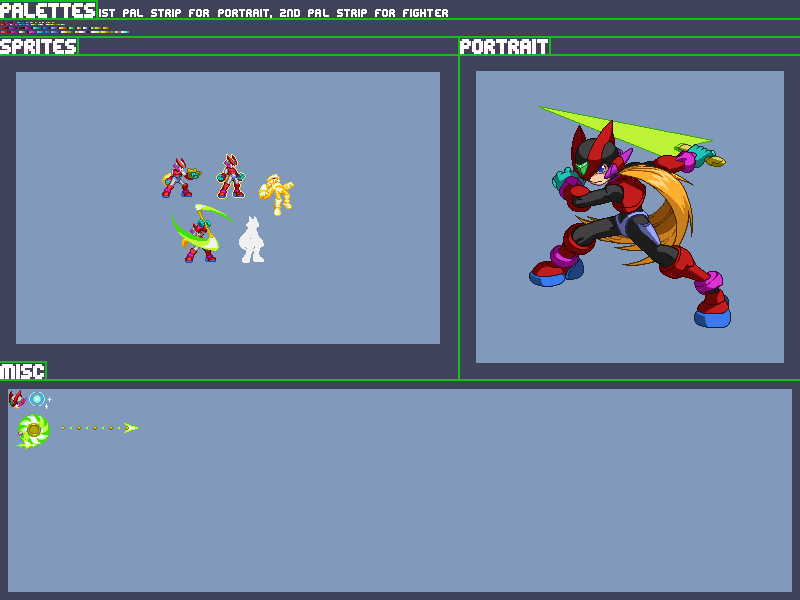 PALETTES 1ST PAL STRIP FOR PORTRAIT, 2ND PAL STRIP FOR FIGHTER
SPRITES
PORTRAIT
MISC